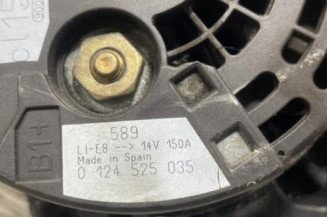 589
LI-E8 --> 14V 150A
Made in Spain
0 124 525 035
B1+